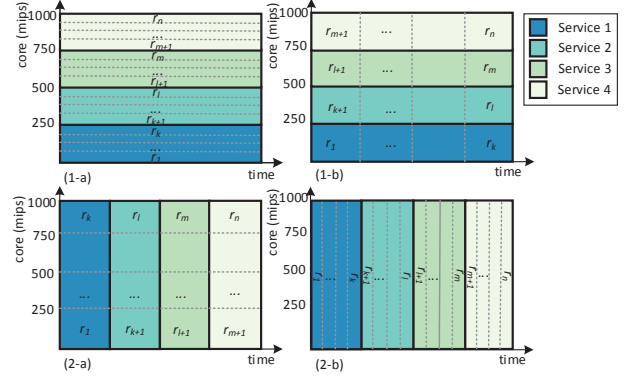 core (mips)
1000
750
500
250
r_n
...
r_{m+1}
r_m
...
r_{l+1}
r_l
...
r_{k+1}
r_k
...
r_1
(1-a)
time
core (mips)
1000
750
500
250
r_{m+1} ... r_n
r_{l+1} ... r_m
r_{k+1} ... r_l
r_1 ... r_k
(1-b)
time
Service 1
Service 2
Service 3
Service 4
core (mips)
1000
750
500
250
r_k r_l r_m r_n
... ... ... ...
r_1 r_{k+1} r_{l+1} r_{m+1}
(2-a)
time
core (mips)
1000
750
500
250
r_1 ... r_k r_{k+1} ... r_l r_{l+1} ... r_m r_{m+1} ... r_n
(2-b)
time